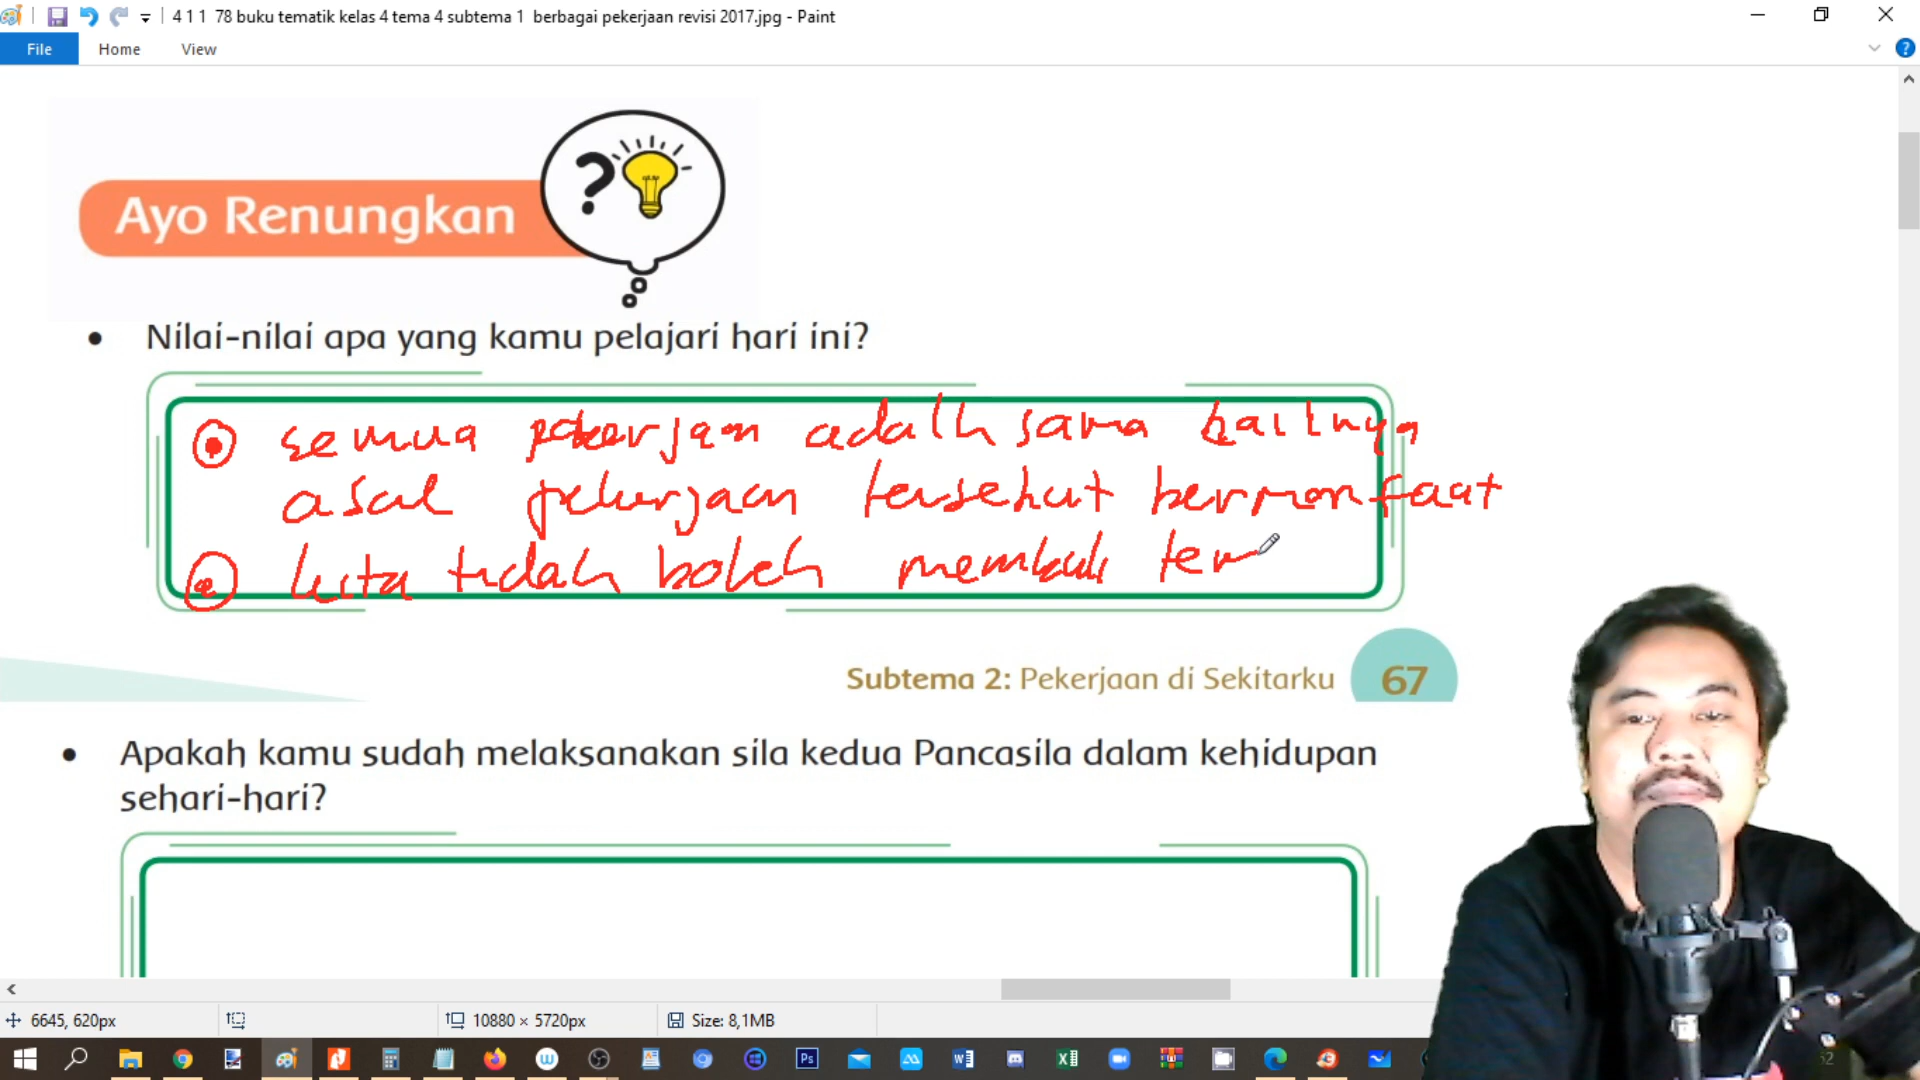 4 1 1 78 buku tematik kelas 4 tema 4 subtema 1 berbagai pekerjaan revisi 2017.jpg - Paint
File Home View
Ayo Renungkan
?
• Nilai-nilai apa yang kamu pelajari hari ini?
semua pekerjaan adalh sama baiknya
asal pekerjaan tersebut bermanfaat
kita tidak boleh
Subtema 2: Pekerjaan di Sekitarku 67
• Apakah kamu sudah melaksanakan sila kedua Pancasila dalam kehidupan
sehari-hari?
6645, 620px 10880 × 5720px Size: 8,1MB